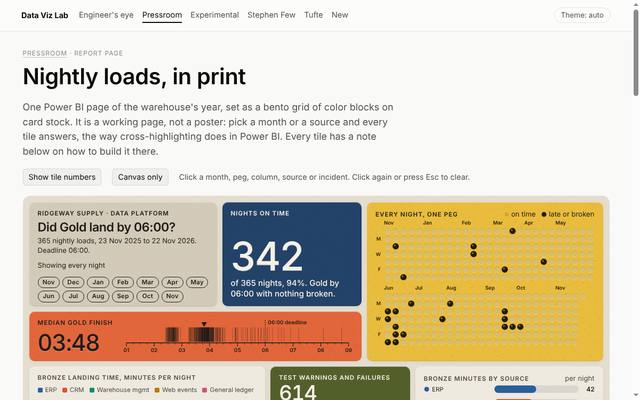 Data Viz Lab Engineer's eye Pressroom Experimental Stephen Few Tufte New Theme: auto
PRESSROOM · REPORT PAGE
Nightly loads, in print
One Power BI page of the warehouse's year, set as a bento grid of color blocks on
card stock. It is a working page, not a poster: pick a month or a source and every
tile answers, the way cross-highlighting does in Power BI. Every tile has a note
below on how to build it there.
Show tile numbers Canvas only Click a month, peg, column, source or incident. Click again or press Esc to clear.
RIDGEWAY SUPPLY · DATA PLATFORM
Did Gold land by 06:00?
365 nightly loads, 23 Nov 2025 to 22 Nov 2026.
Deadline 06:00.
Showing every night
Nov Dec Jan Feb Mar Apr May
Jun Jul Aug Sep Oct Nov
NIGHTS ON TIME
342
of 365 nights, 94%. Gold by
06:00 with nothing broken.
EVERY NIGHT, ONE PEG on time late or broken
Nov Jan Feb Mar Apr May
M
W
F
Jun Jul Aug Sep Oct Nov
M
W
F
MEDIAN GOLD FINISH
03:48
06:00 deadline
01 02 03 04 05 06 07 08 09
BRONZE LANDING TIME, MINUTES PER NIGHT
ERP CRM Warehouse mgmt Web events General ledger
TEST WARNINGS AND FAILURES
614
BRONZE MINUTES BY SOURCE per night
ERP 42